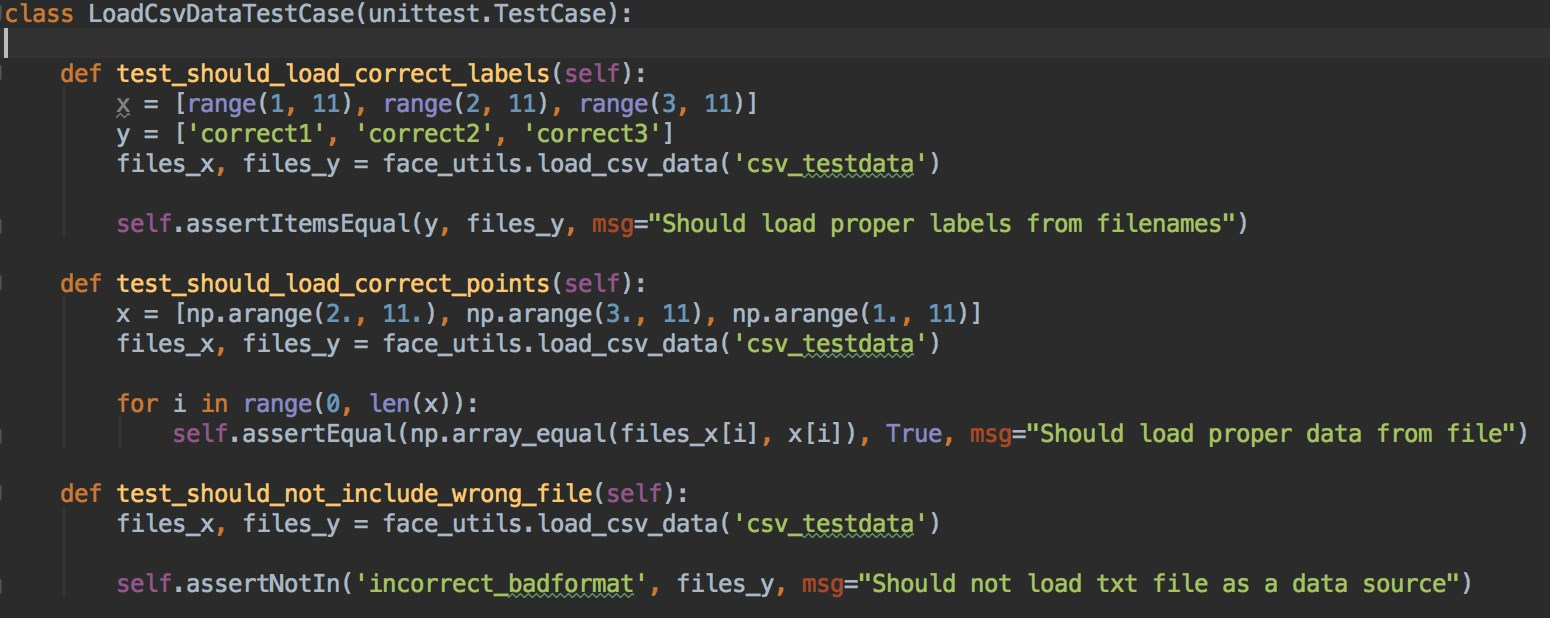 class LoadCsvDataTestCase(unittest.TestCase):
def test_should_load_correct_labels(self):
x = [range(1, 11), range(2, 11), range(3, 11)]
y = ['correct1', 'correct2', 'correct3']
files_x, files_y = face_utils.load_csv_data('csv_testdata')
self.assertItemsEqual(y, files_y, msg="Should load proper labels from filenames")
def test_should_load_correct_points(self):
x = [np.arange(2., 11.), np.arange(3., 11), np.arange(1., 11)]
files_x, files_y = face_utils.load_csv_data('csv_testdata')
for i in range(0, len(x)):
self.assertEqual(np.array_equal(files_x[i], x[i]), True, msg="Should load proper data from file")
def test_should_not_include_wrong_file(self):
files_x, files_y = face_utils.load_csv_data('csv_testdata')
self.assertNotIn('incorrect_badformat', files_y, msg="Should not load txt file as a data source")